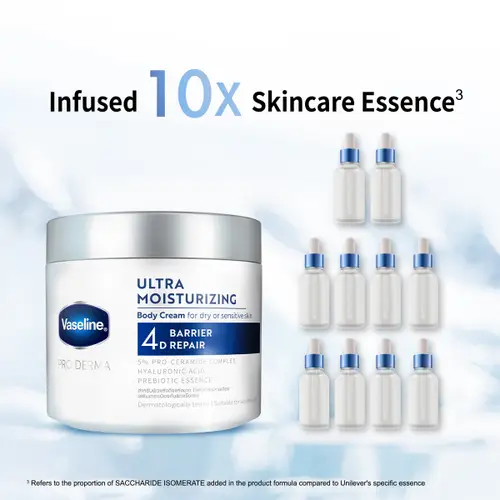 Infused 10x Skincare Essence³
ULTRA
MOISTURIZING
Body Cream for dry or sensitive skin
Vaseline
4D BARRIER
REPAIR
PRO DERMA
5% PRO-CERAMIDE COMPLEX
HYALURONIC ACID
PREBIOTIC ESSENCE
Dermatologically tested
³ Refers to the proportion of SACCHARIDE ISOMERATE added in the product formula compared to Unilever's specific essence